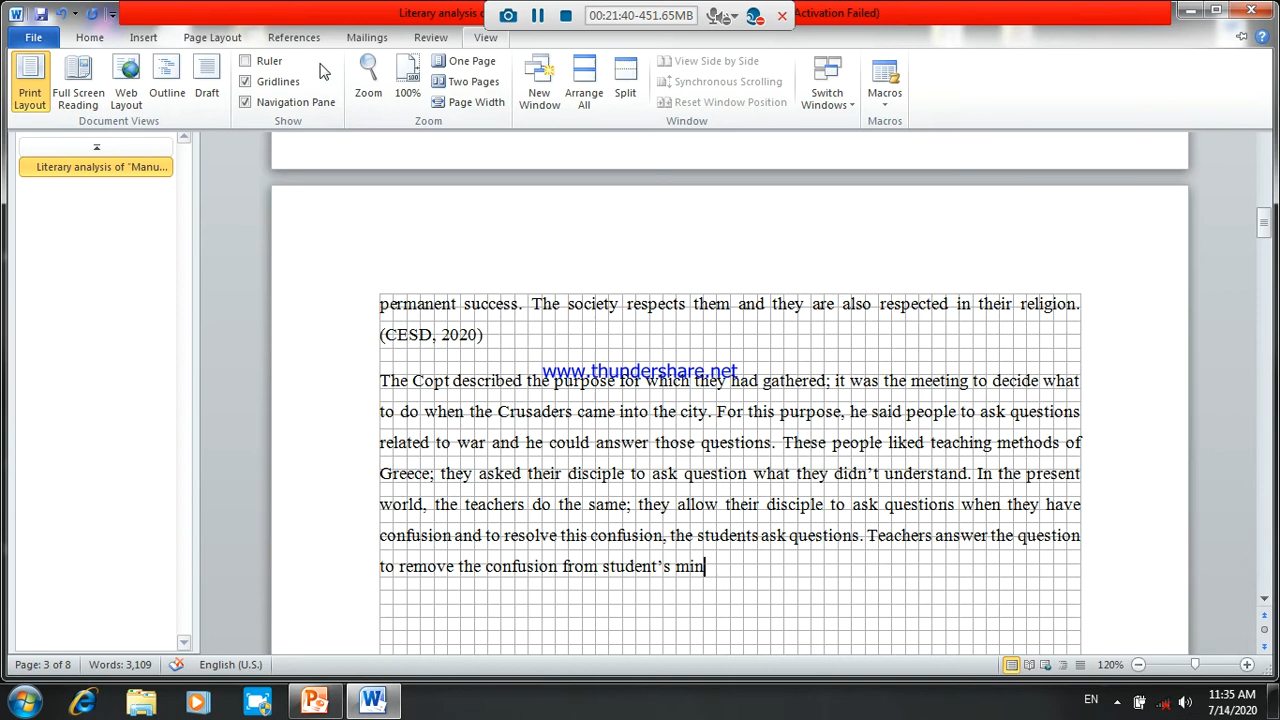 Literary analysis o
00:21:40-451.65MB
Activation Failed)
File
Home
Insert
Page Layout
References
Mailings
Review
View
Ruler
Gridlines
Navigation Pane
Print Layout
Full Screen Reading
Web Layout
Outline
Draft
Zoom
100%
One Page
Two Pages
Page Width
New Window
Arrange All
Split
View Side by Side
Synchronous Scrolling
Reset Window Position
Switch Windows
Macros
Document Views
Show
Zoom
Window
Macros
Literary analysis of "Manu...
permanent success. The society respects them and they are also respected in their religion.
(CESD, 2020)
www.thundershare.net
The Copt described the purpose for which they had gathered; it was the meeting to decide what
to do when the Crusaders came into the city. For this purpose, he said people to ask questions
related to war and he could answer those questions. These people liked teaching methods of
Greece; they asked their disciple to ask question what they didn't understand. In the present
world, the teachers do the same; they allow their disciple to ask questions when they have
confusion and to resolve this confusion, the students ask questions. Teachers answer the question
to remove the confusion from student's min
Page: 3 of 8
Words: 3,109
English (U.S.)
120%
EN
11:35 AM
7/14/2020